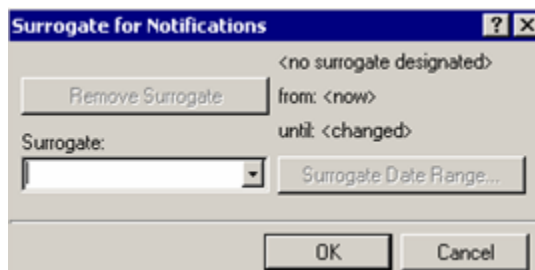 Surrogate for Notifications
<no surrogate designated>
Remove Surrogate
from: <now>
until: <changed>
Surrogate:
Surrogate Date Range...
OK
Cancel